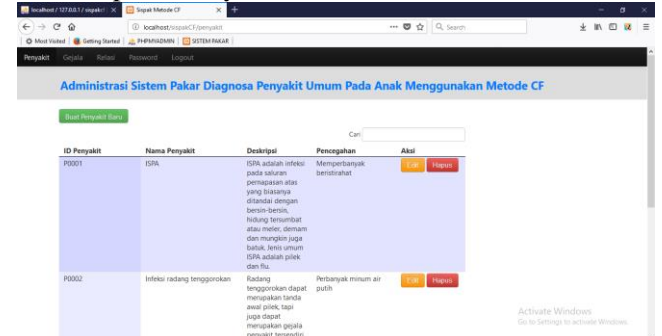 localhost / 127.0.0.1 / sispakcf
Sispak Metode CF
localhost/sispakCF/penyakit
Search
Most Visited Getting Started PHPMYADMIN SISTEM PAKAR
Penyakit Gejala Relasi Password Logout
Administrasi Sistem Pakar Diagnosa Penyakit Umum Pada Anak Menggunakan Metode CF
Buat Penyakit Baru
Cari
ID Penyakit Nama Penyakit Deskripsi Pencegahan Aksi
P0001 ISPA ISPA adalah infeksi Memperbanyak Edit Hapus
pada saluran beristirahat
pernapasan atas
yang biasanya
ditandai dengan
bersin-bersin,
hidung tersumbat
atau meler, demam
dan mungkin juga
batuk. Jenis umum
ISPA adalah pilek
dan flu.
P0002 Infeksi radang tenggorokan Radang Perbanyak minum air Edit Hapus
tenggorokan dapat putih
merupakan tanda
awal pilek, tapi
juga dapat
merupakan gejala
penyakit tersendiri
Activate Windows
Go to Settings to activate Windows.